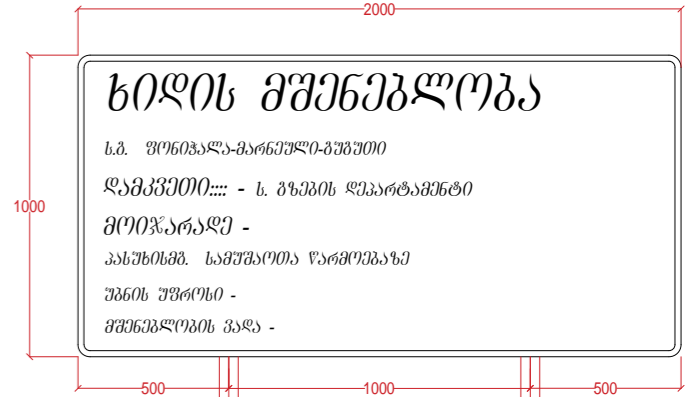 2000
ხიდის მშენებლობა
ს.გ. ფონიჭალა-მარნეული-გუგუთი
დამკვეთი:::: - ს. გზების დეპარტამენტი
1000
მოიჯარადე -
პასუხისმგ. სამუშაოთა წარმოებაზე
უბნის უფროსი -
მშენებლობის ვადა -
500 1000 500